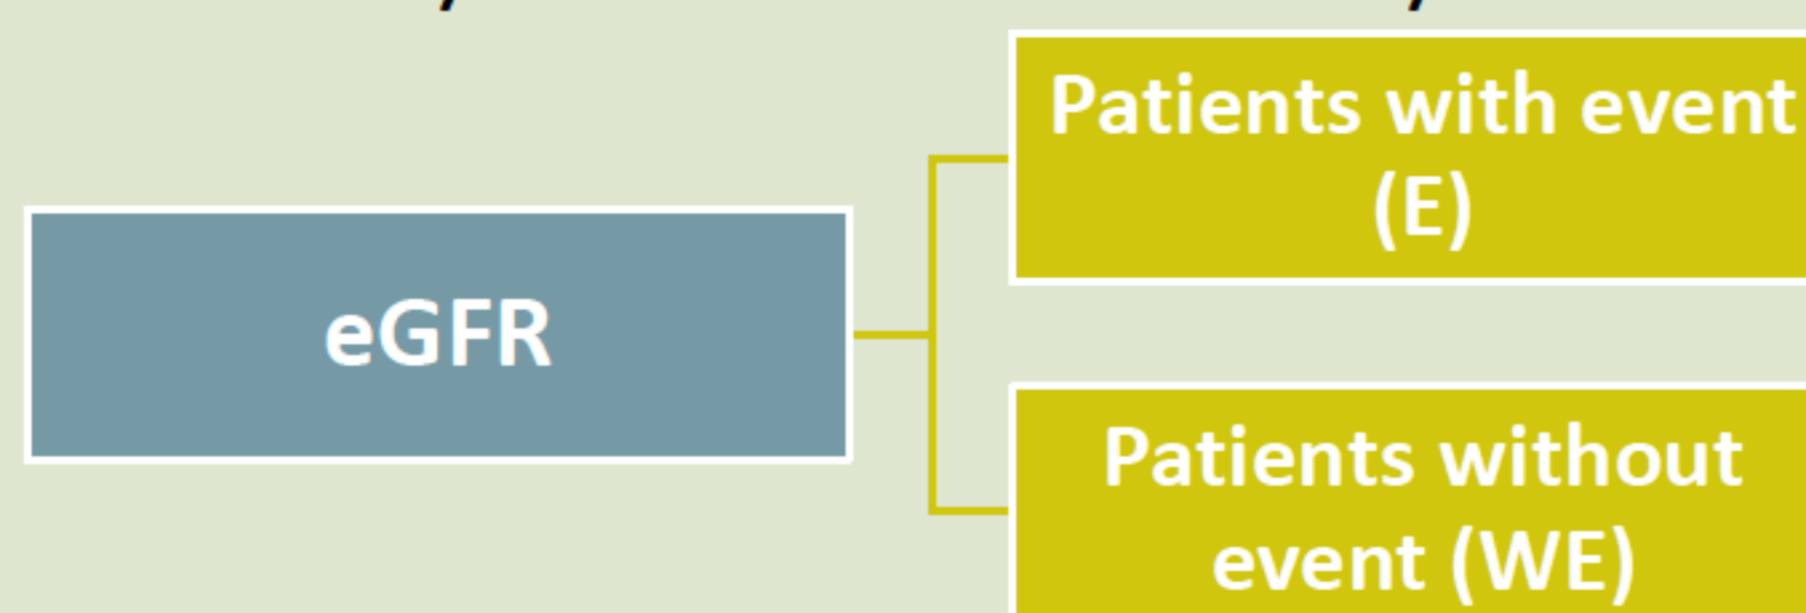 eGFR
Patients with event
(E)
Patients without
event (WE)